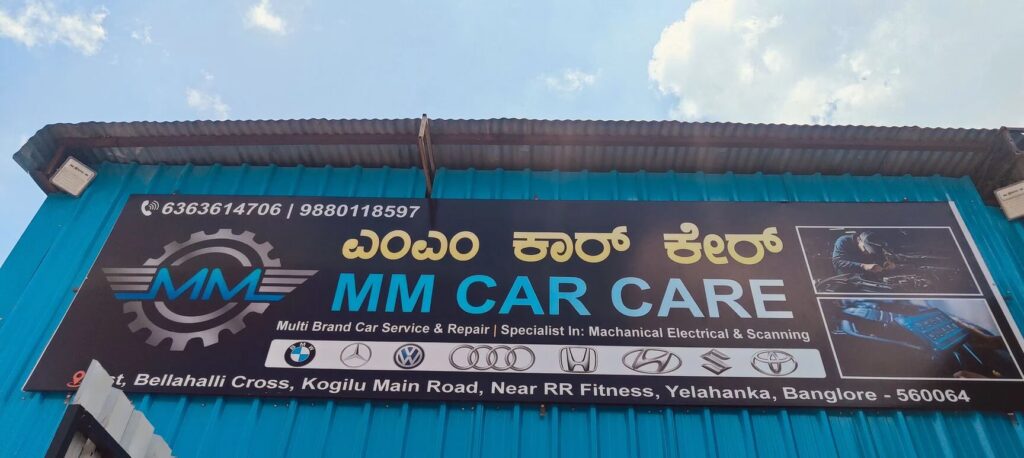 6363614706 | 9880118597
MM
ಎಂಎಂ ಕಾರ್ ಕೇರ್
MM CAR CARE
Multi Brand Car Service & Repair | Specialist In: Machanical Electrical & Scanning
Bellahalli Cross, Kogilu Main Road, Near RR Fitness, Yelahanka, Banglore - 560064